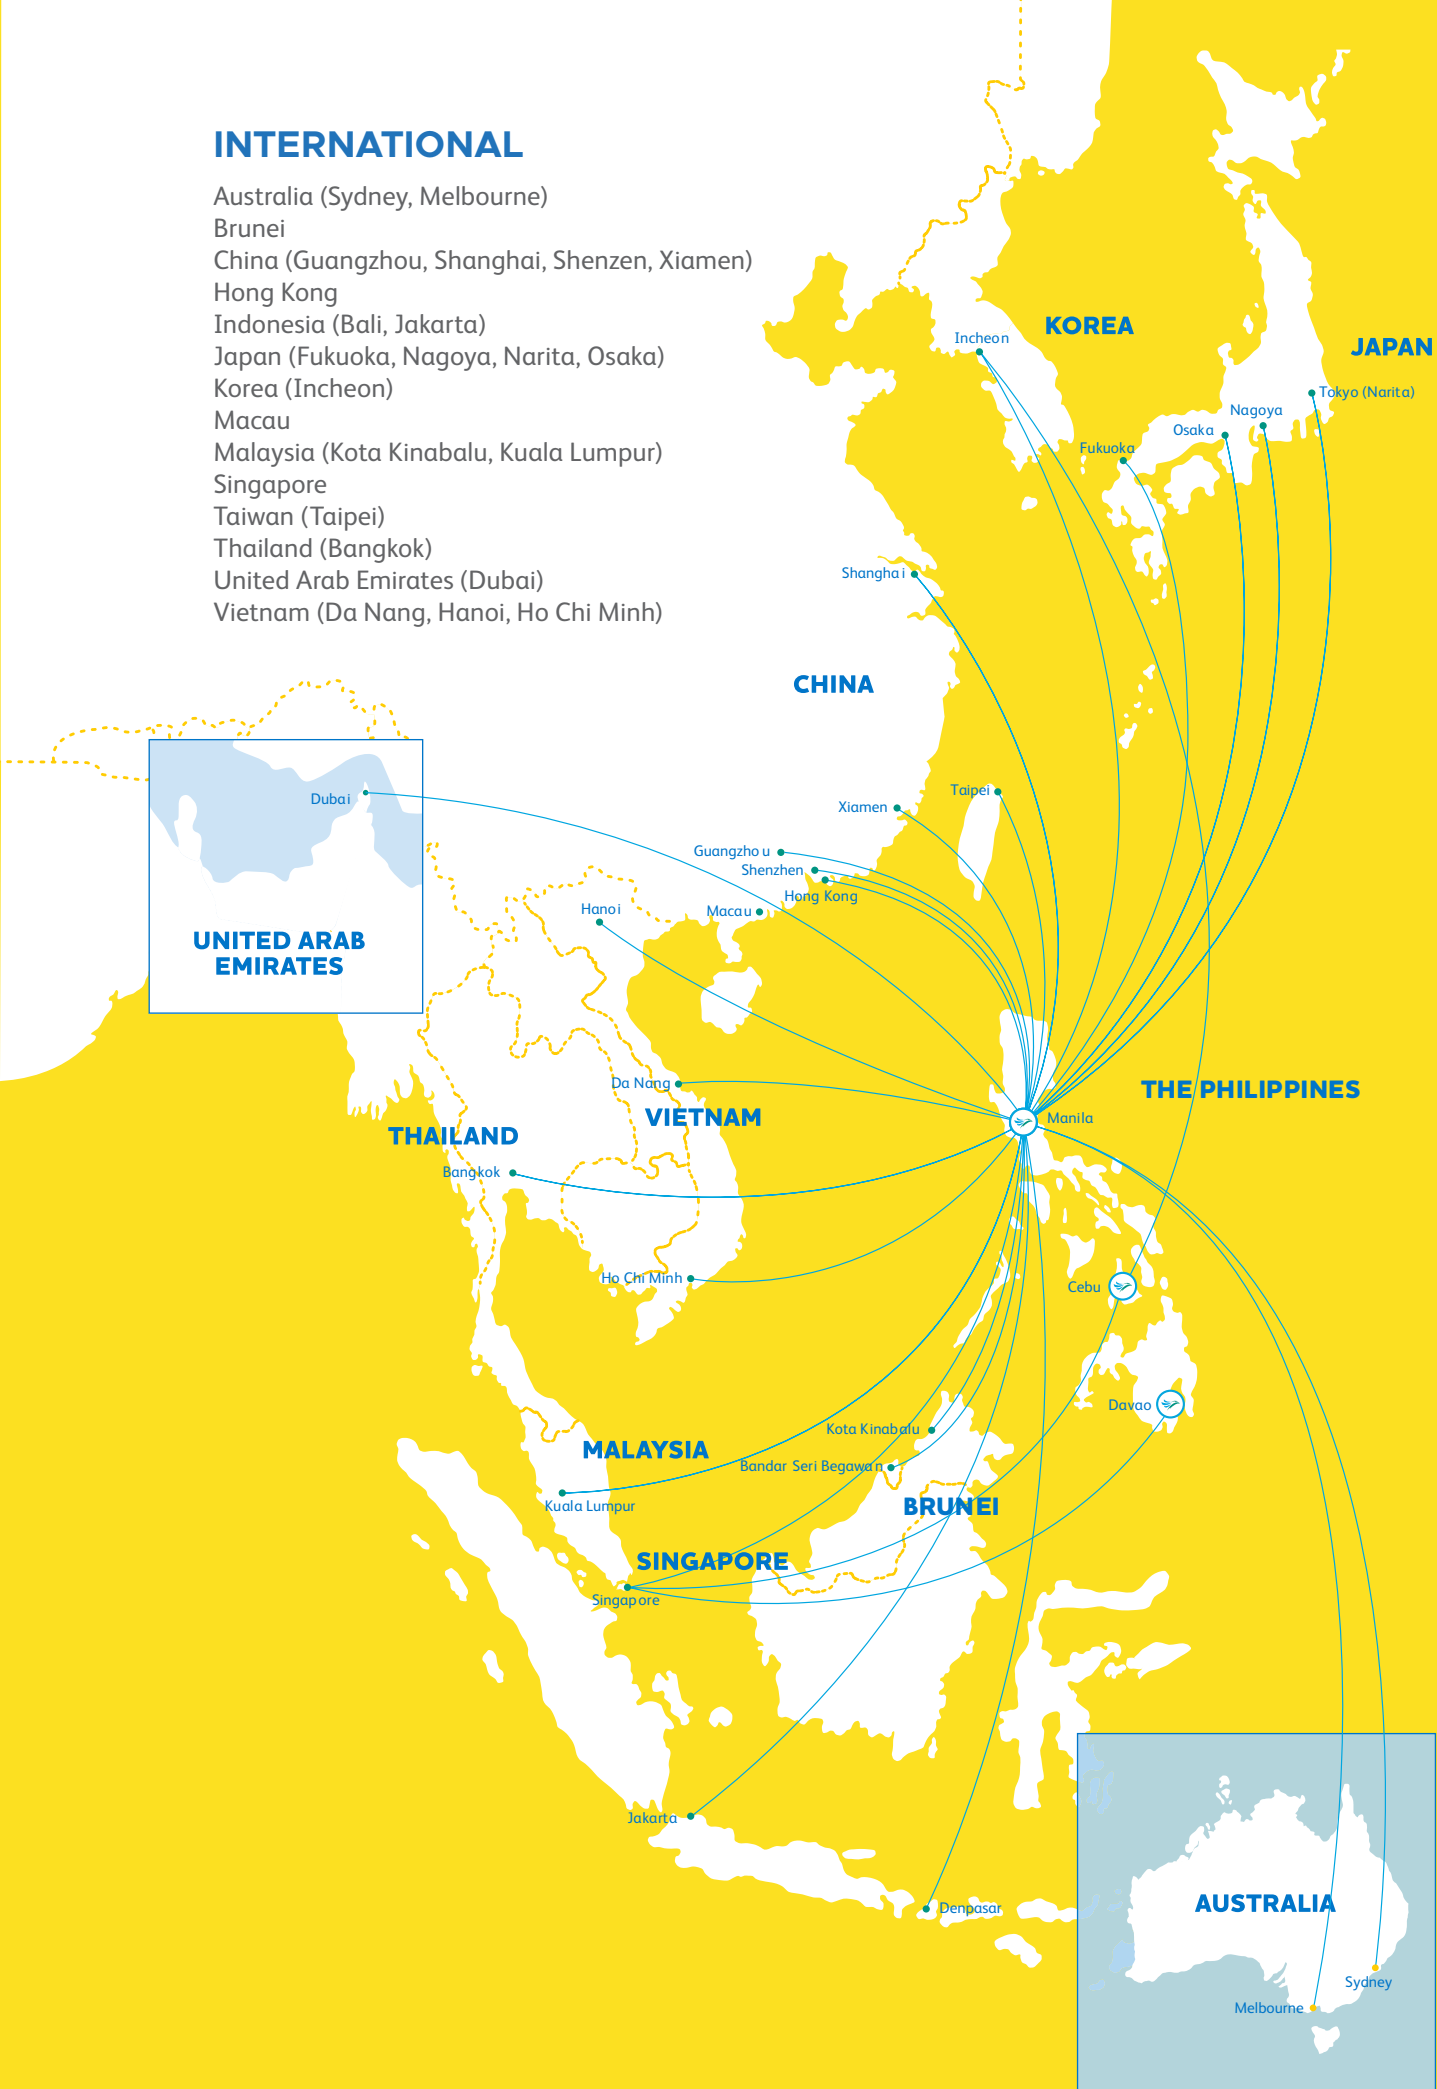 INTERNATIONAL
Australia (Sydney, Melbourne)
Brunei
China (Guangzhou, Shanghai, Shenzen, Xiamen)
Hong Kong
Indonesia (Bali, Jakarta)
Japan (Fukuoka, Nagoya, Narita, Osaka)
Korea (Incheon)
Macau
Malaysia (Kota Kinabalu, Kuala Lumpur)
Singapore
Taiwan (Taipei)
Thailand (Bangkok)
United Arab Emirates (Dubai)
Vietnam (Da Nang, Hanoi, Ho Chi Minh)
KOREA
Incheon
JAPAN
Tokyo (Narita)
Nagoya
Osaka
Fukuoka
Shanghai
CHINA
Taipei
Xiamen
Dubai
Guangzhou
Shenzhen
Hong Kong
Macau
Hanoi
UNITED ARAB
EMIRATES
Da Nang
THE PHILIPPINES
VIETNAM
Manila
THAILAND
Bangkok
Ho Chi Minh
Cebu
Davao
Kota Kinabalu
MALAYSIA
Bandar Seri Begawan
Kuala Lumpur
BRUNEI
SINGAPORE
Singapore
Jakarta
Denpasar
AUSTRALIA
Sydney
Melbourne